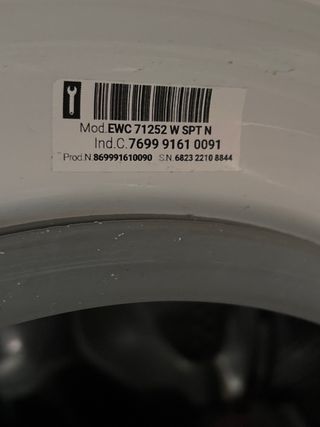 Mod.EWC 71252 W SPT N
Ind.C.7699 9161 0091
Prod.N.869991610090 S.N.6823 2210 8844